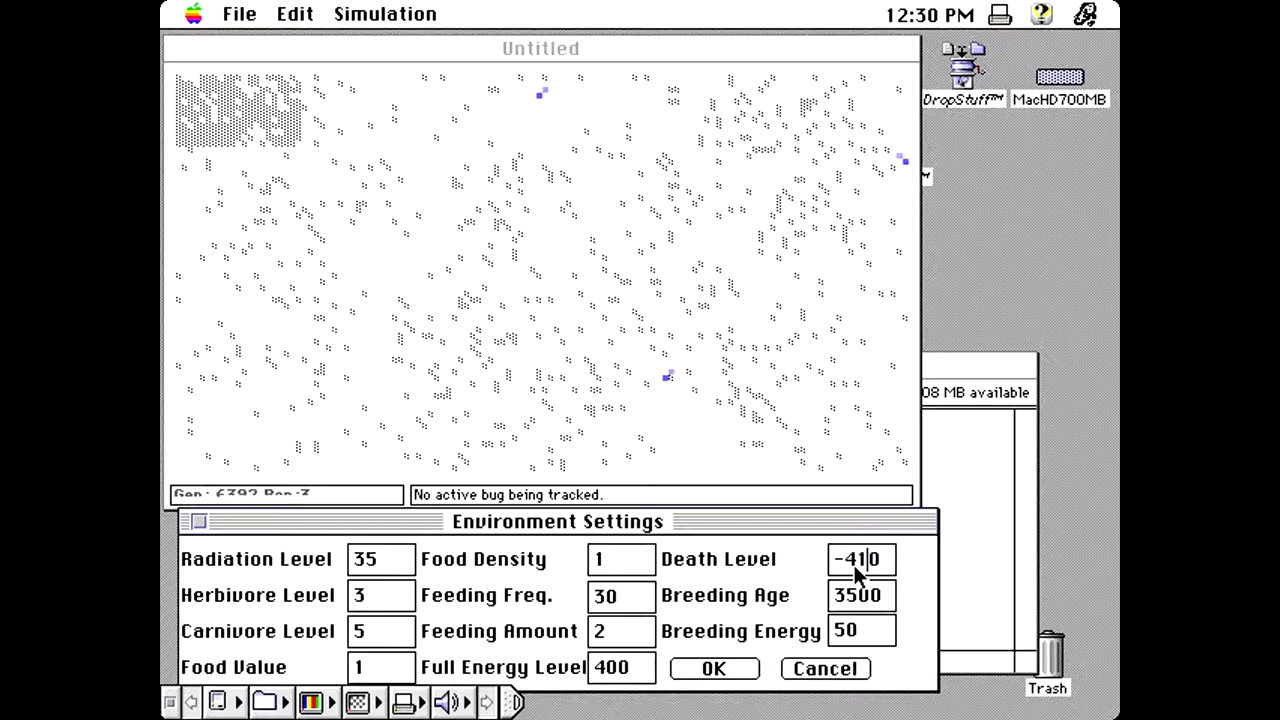 File Edit Simulation
12:30 PM
Untitled
DropStuff™
MacHD700MB
08 MB available
No active bug being tracked.
Environment Settings
Radiation Level 35 Food Density 1 Death Level -410
Herbivore Level 3 Feeding Freq. 30 Breeding Age 3500
Carnivore Level 5 Feeding Amount 2 Breeding Energy 50
Food Value 1 Full Energy Level 400 OK Cancel
Trash